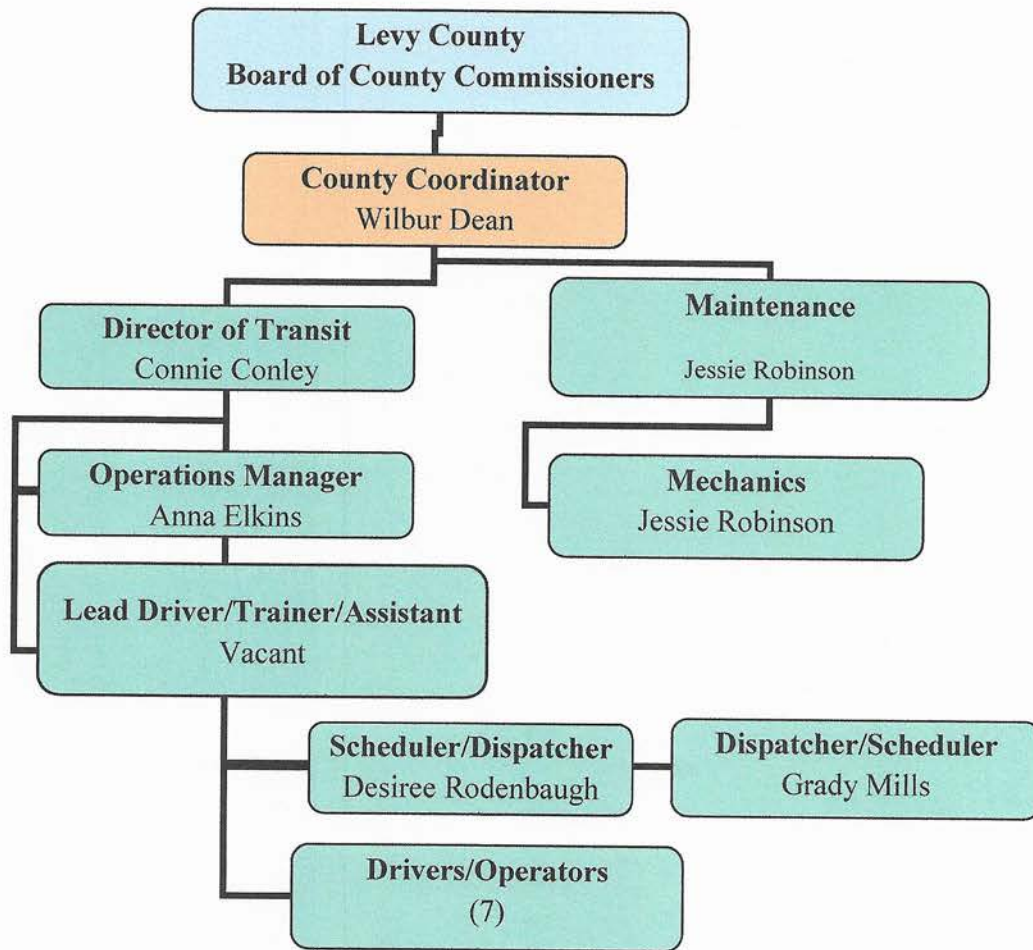 Levy County
Board of County Commissioners
County Coordinator
Wilbur Dean
Director of Transit
Connie Conley
Maintenance
Jessie Robinson
Operations Manager
Anna Elkins
Mechanics
Jessie Robinson
Lead Driver/Trainer/Assistant
Vacant
Scheduler/Dispatcher
Desiree Rodenbaugh
Dispatcher/Scheduler
Grady Mills
Drivers/Operators
(7)